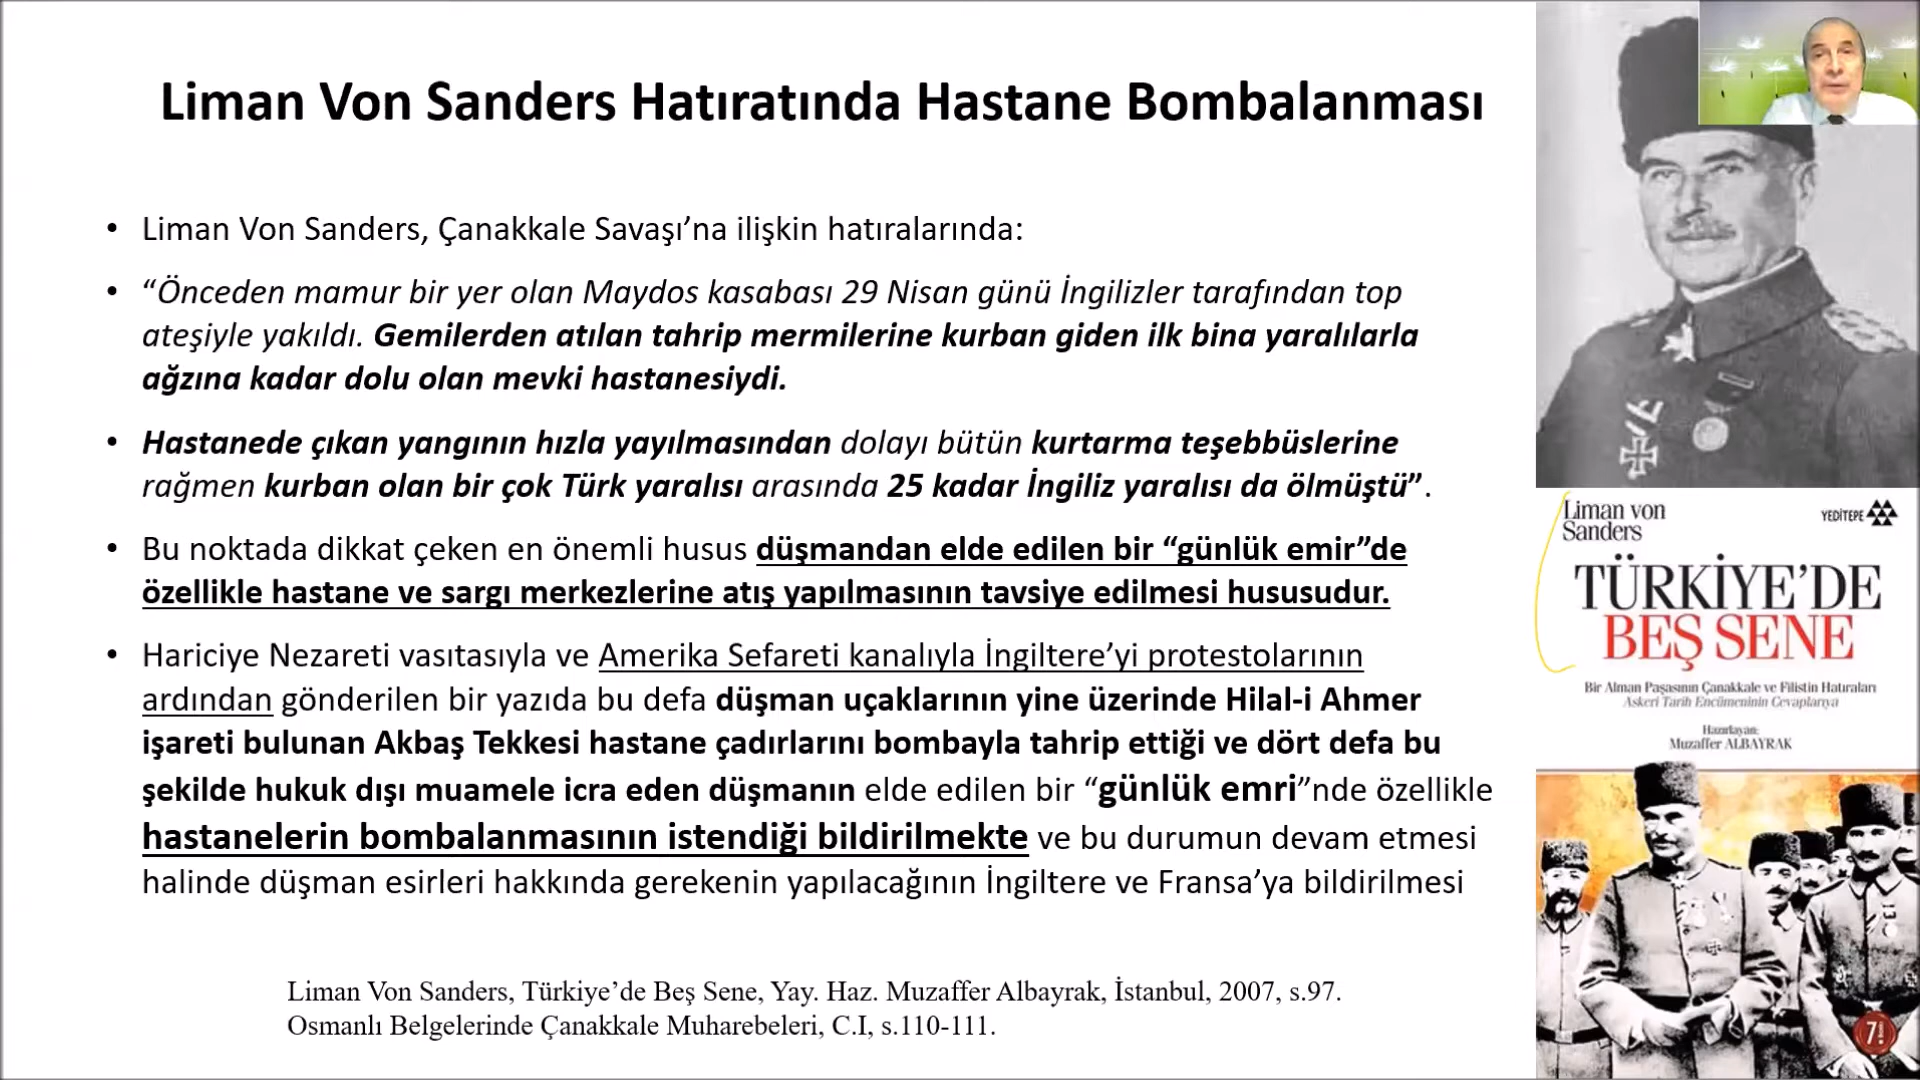 Liman Von Sanders Hatıratında Hastane Bombalanması
• Liman Von Sanders, Çanakkale Savaşı’na ilişkin hatıralarında:
• “Önceden mamur bir yer olan Maydos kasabası 29 Nisan günü İngilizler tarafından top
ateşiyle yakıldı. Gemilerden atılan tahrip mermilerine kurban giden ilk bina yaralılarla
ağzına kadar dolu olan mevki hastanesiydi.
• Hastanede çıkan yangının hızla yayılmasından dolayı bütün kurtarma teşebbüslerine
rağmen kurban olan bir çok Türk yaralısı arasında 25 kadar İngiliz yaralısı da ölmüştü”.
• Bu noktada dikkat çeken en önemli husus düşmandan elde edilen bir “günlük emir”de
özellikle hastane ve sargı merkezlerine atış yapılmasının tavsiye edilmesi hususudur.
• Hariciye Nezareti vasıtasıyla ve Amerika Sefareti kanalıyla İngiltere’yi protestolarının
ardından gönderilen bir yazıda bu defa düşman uçaklarının yine üzerinde Hilal-i Ahmer
işareti bulunan Akbaş Tekkesi hastane çadırlarını bombayla tahrip ettiği ve dört defa bu
şekilde hukuk dışı muamele icra eden düşmanın elde edilen bir “günlük emri”nde özellikle
hastanelerin bombalanmasının istendiği bildirilmekte ve bu durumun devam etmesi
halinde düşman esirleri hakkında gerekenin yapılacağının İngiltere ve Fransa’ya bildirilmesi
Liman Von Sanders, Türkiye’de Beş Sene, Yay. Haz. Muzaffer Albayrak, İstanbul, 2007, s.97.
Osmanlı Belgelerinde Çanakkale Muharebeleri, C.I, s.110-111.
Liman von
Sanders
YEDİTEPE
TÜRKİYE’DE
BEŞ SENE
Bir Alman Paşasının Çanakkale ve Filistin Hatıraları
Askeri Tarih Encümeninin Cevaplarıyla
Hazırlayan:
Muzaffer ALBAYRAK
7.